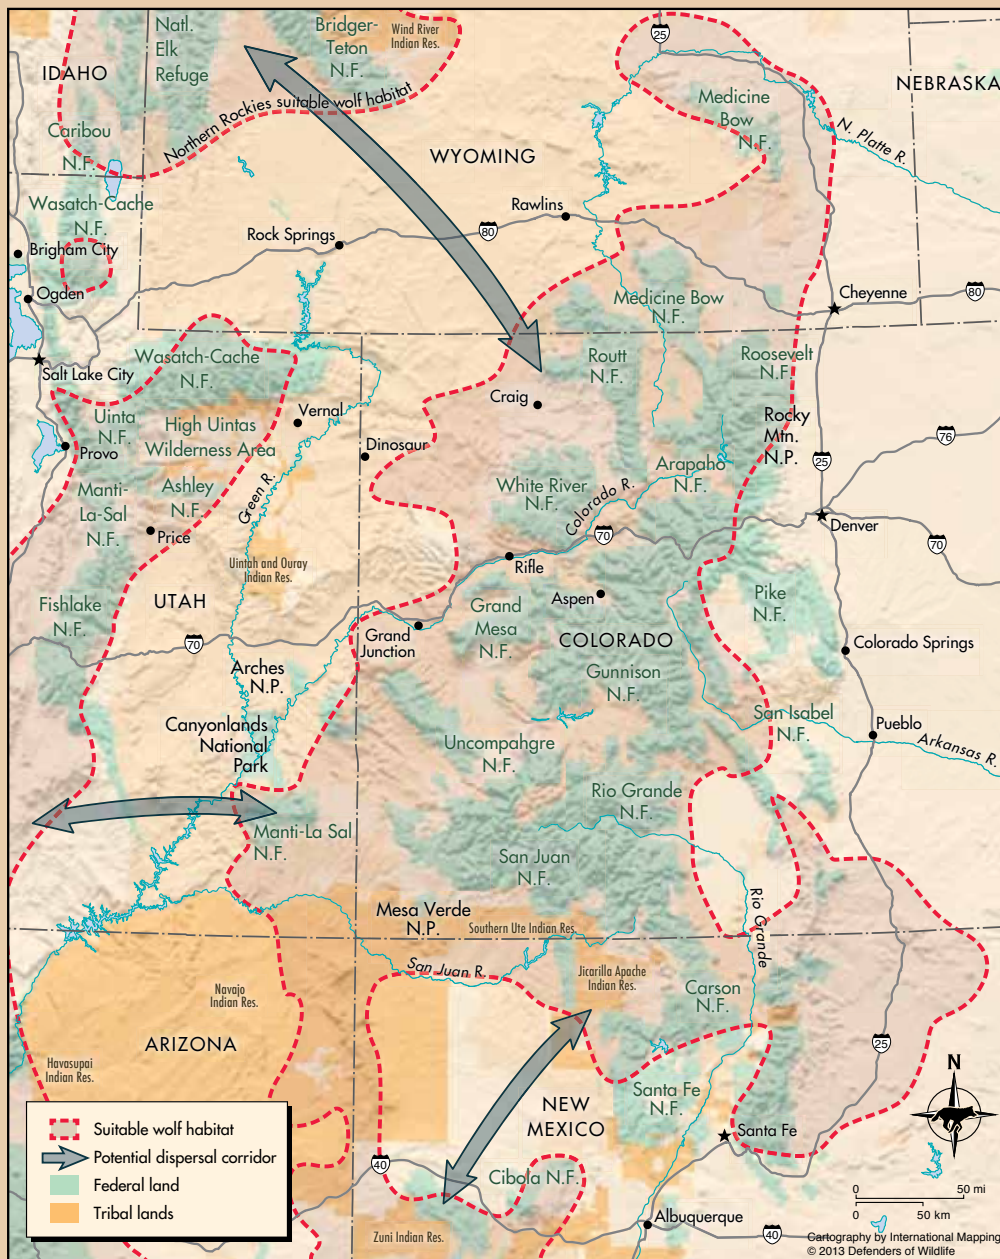 Natl.
Elk
Refuge
Bridger-
Teton
N.F.
Wind River
Indian Res.
25
IDAHO
NEBRASKA
Northern Rockies suitable wolf habitat
Medicine
Bow
N.F.
Caribou
N.F.
N. Platte R.
WYOMING
Wasatch-Cache
N.F.
Rawlins
Rock Springs
80
Brigham City
Ogden
Medicine Bow
N.F.
Cheyenne
80
Wasatch-Cache
N.F.
Routt
N.F.
Roosevelt
N.F.
Salt Lake City
Craig
Uinta
N.F.
High Uintas
Wilderness Area
Vernal
Rocky
Mtn.
N.P.
76
Provo
Dinosaur
25
Manti-
La-Sal
N.F.
Ashley
N.F.
Green R.
White River
N.F.
Colorado R.
Arapaho
N.F.
Price
70
Denver
70
Uintah and Ouray
Indian Res.
Rifle
UTAH
Fishlake
N.F.
Grand
Mesa
N.F.
Aspen
Pike
N.F.
70
Grand
Junction
COLORADO
Colorado Springs
Arches
N.P.
Gunnison
N.F.
Canyonlands
National
Park
San Isabel
N.F.
Pueblo
Arkansas R.
Uncompahgre
N.F.
Rio Grande
N.F.
Manti-La Sal
N.F.
San Juan
N.F.
Mesa Verde
N.P.
Southern Ute Indian Res.
Rio Grande
San Juan R.
Jicarilla Apache
Indian Res.
Navajo
Indian Res.
Carson
N.F.
ARIZONA
25
Havasupai
Indian Res.
N
Santa Fe
N.F.
NEW
MEXICO
Santa Fe
40
Cibola N.F.
Albuquerque
Zuni Indian Res.
40
Suitable wolf habitat
Potential dispersal corridor
Federal land
Tribal lands
0 50 mi
0 50 km
Cartography by International Mapping
© 2013 Defenders of Wildlife